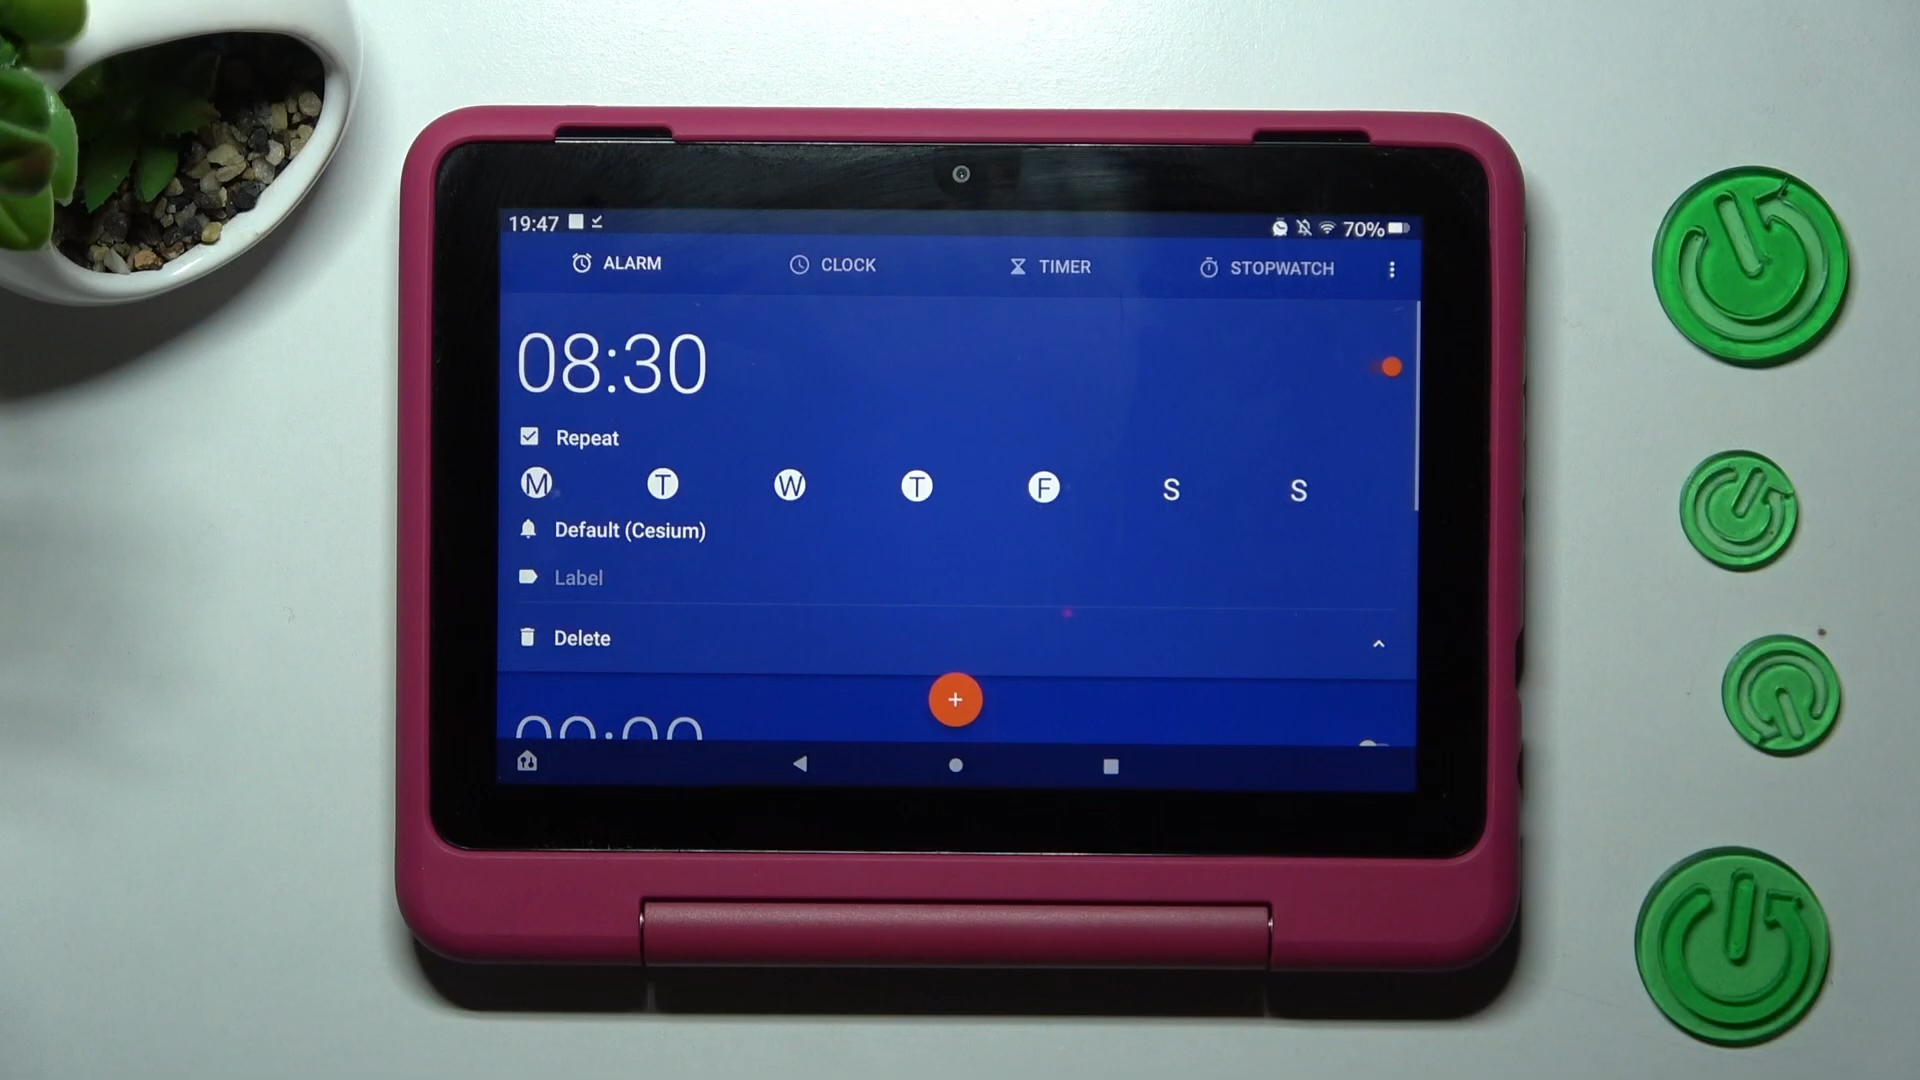 19:47 70%
ALARM CLOCK TIMER STOPWATCH
08:30
Repeat
M T W T F S S
Default (Cesium)
Label
Delete
+